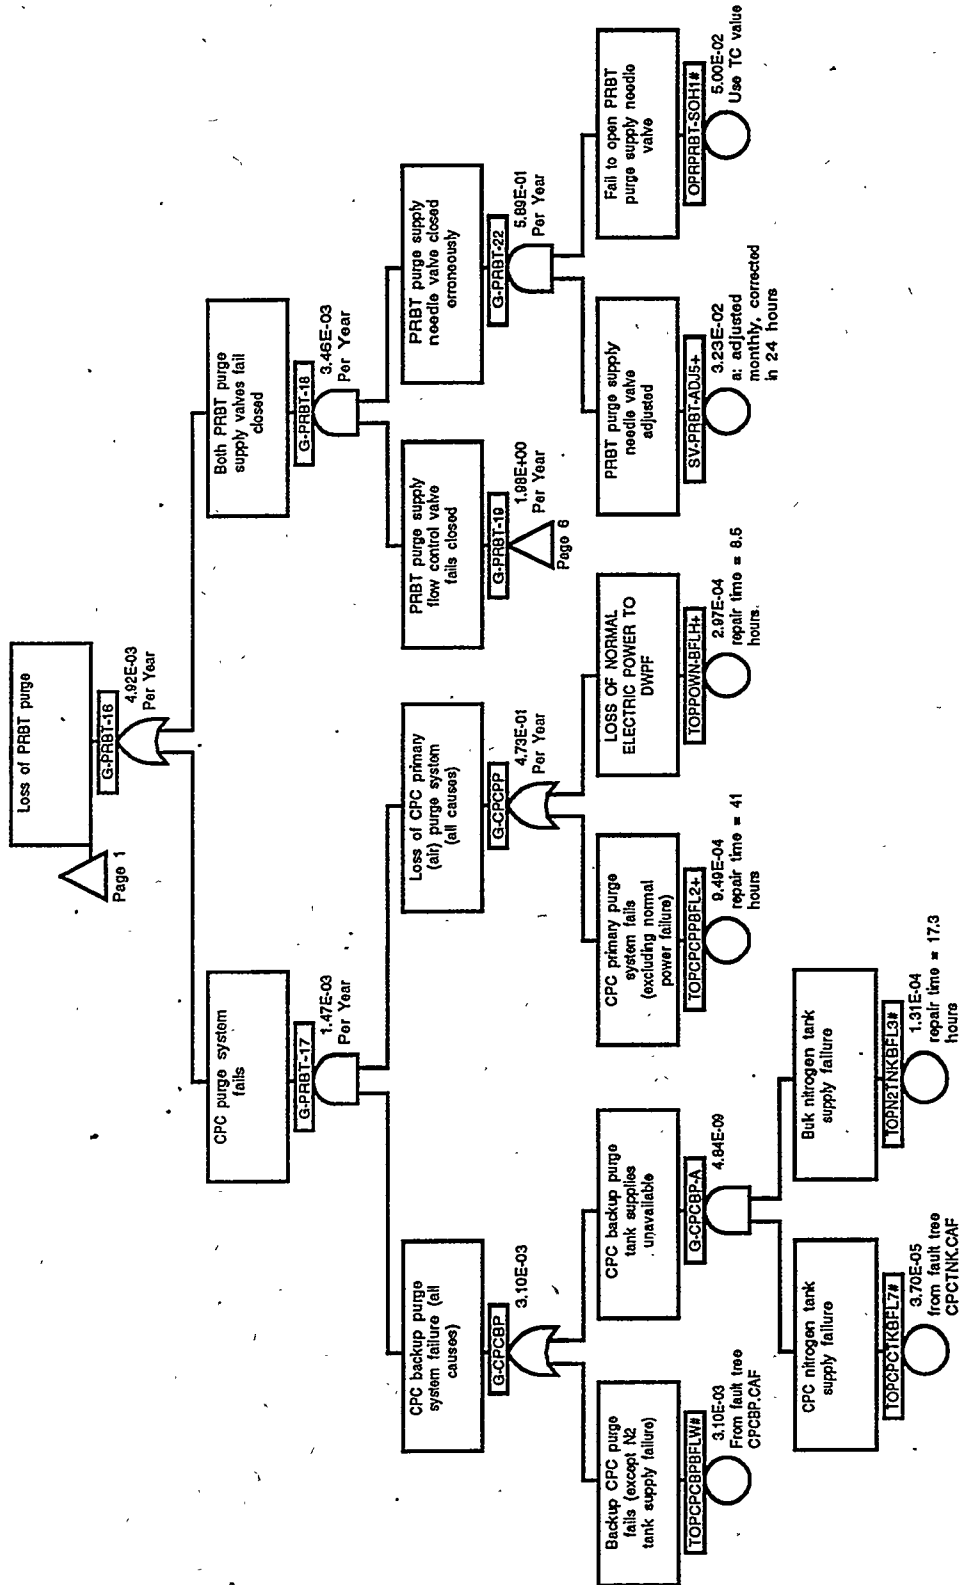 Loss of PRBT purge
G-PRBT-16
4.92E-03
Per Year
Page 1
CPC purge system
fails
G-PRBT-17
1.47E-03
Per Year
Both PRBT purge
supply valves fail
closed
G-PRBT-18
3.46E-03
Per Year
CPC backup purge
system failure (all
causes)
G-CPCBP
3.10E-03
Loss of CPC primary
(air) purge system
(all causes)
G-CPCPP
4.73E-01
Per Year
PRBT purge supply
flow control valve
fails closed
G-PRBT-19
1.98E+00
Per Year
Page 6
PRBT purge supply
needle valve closed
erroneously
G-PRBT-22
5.89E-01
Per Year
Backup CPC purge
fails (except N2
tank supply failure)
TOPCPCBPBFLW#
3.10E-03
From fault tree
CPCBP.CAF
CPC backup purge
tank supplies
unavailable
G-CPCBP-A
4.84E-09
CPC primary purge
system fails
(excluding normal
power failure)
TOPCPCPPBFL2+
9.49E-04
repair time = 41
hours
LOSS OF NORMAL
ELECTRIC POWER TO
DWPF
TOPPOWN-BFLH+
2.97E-04
repair time = 8.5
hours.
PRBT purge supply
needle valve
adjusted
SV-PRBT-ADJ5+
3.23E-02
a: adjusted
monthly, corrected
in 24 hours
Fail to open PRBT
purge supply needle
valve
OPRPRBT-SOH1#
5.00E-02
Use TC value
CPC nitrogen tank
supply failure
TOPCPCTKBFL7#
3.70E-05
from fault tree
CPCTNK.CAF
Buk nitrogen tank
supply failure
TOPN2TNKBFL3#
1.31E-04
repair time = 17.3
hours